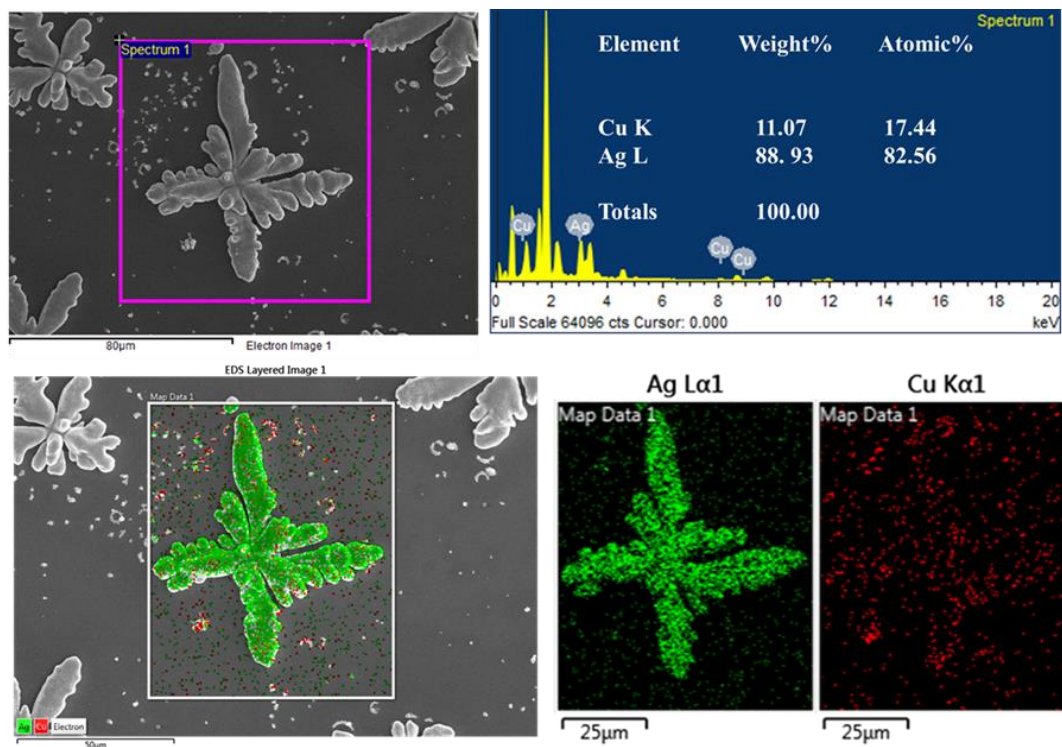 Spectrum 1
80μm
Electron Image 1
Spectrum 1
Element Weight% Atomic%
Cu K 11.07 17.44
Ag L 88. 93 82.56
Totals 100.00
Cu
Ag
Cu
Cu
0 2 4 6 8 10 12 14 16 18 20
Full Scale 64096 cts Cursor: 0.000
keV
EDS Layered Image 1
Map Data 1
Ag Cu Electron
50μm
Ag Lα1
Map Data 1
25μm
Cu Kα1
Map Data 1
25μm